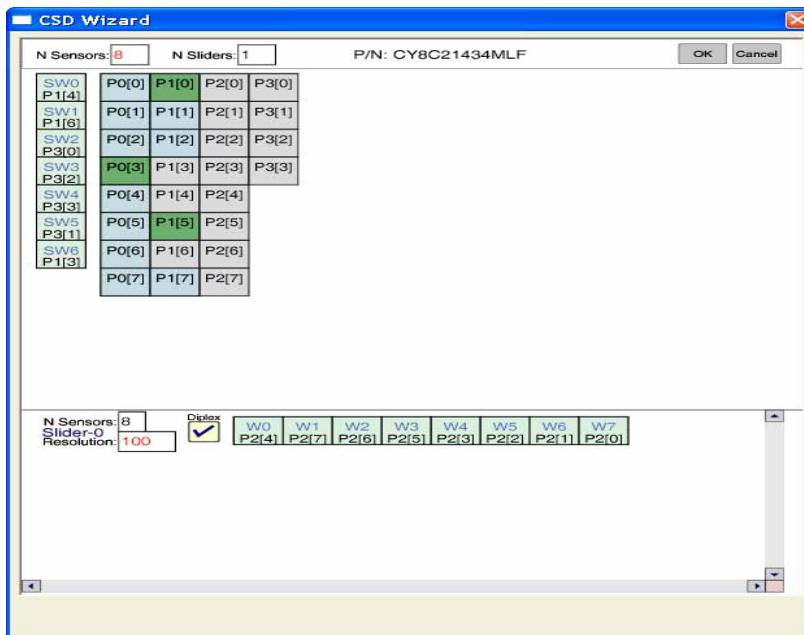 CSD Wizard
N Sensors: 8 N Sliders: 1 P/N: CY8C21434MLF OK Cancel
SW0 P0[0] P1[0] P2[0] P3[0]
P1[4]
SW1 P0[1] P1[1] P2[1] P3[1]
P1[6]
SW2 P0[2] P1[2] P2[2] P3[2]
P3[0]
SW3 P0[3] P1[3] P2[3] P3[3]
P3[2]
SW4 P0[4] P1[4] P2[4]
P3[3]
SW5 P0[5] P1[5] P2[5]
P3[1]
SW6 P0[6] P1[6] P2[6]
P1[3]
P0[7] P1[7] P2[7]
N Sensors: 8 Diplex
Slider-0 W0 W1 W2 W3 W4 W5 W6 W7
Resolution: 100 P2[4] P2[7] P2[6] P2[5] P2[3] P2[2] P2[1] P2[0]